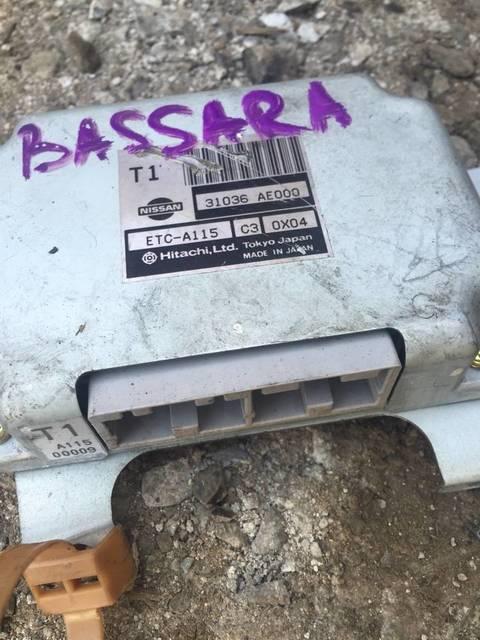 BASSARA
T1
NISSAN
31036 AE000
ETC-A115 C3 0X04
Hitachi, Ltd. Tokyo Japan
MADE IN JAPAN
T1
A115
00009